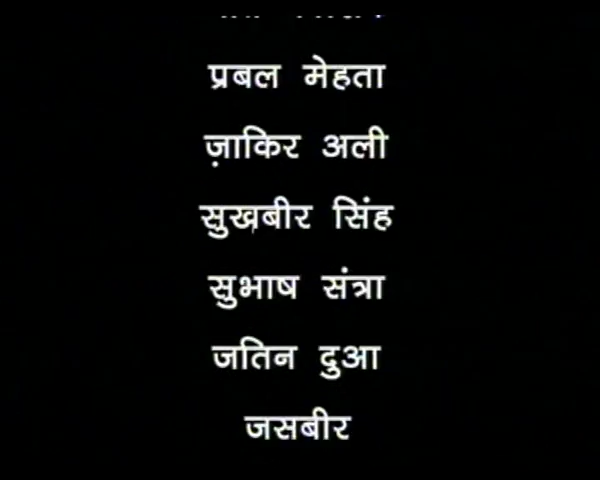 प्रबल मेहता
ज़ाकिर अली
सुखबीर सिंह
सुभाष संत्रा
जतिन दुआ
जसबीर